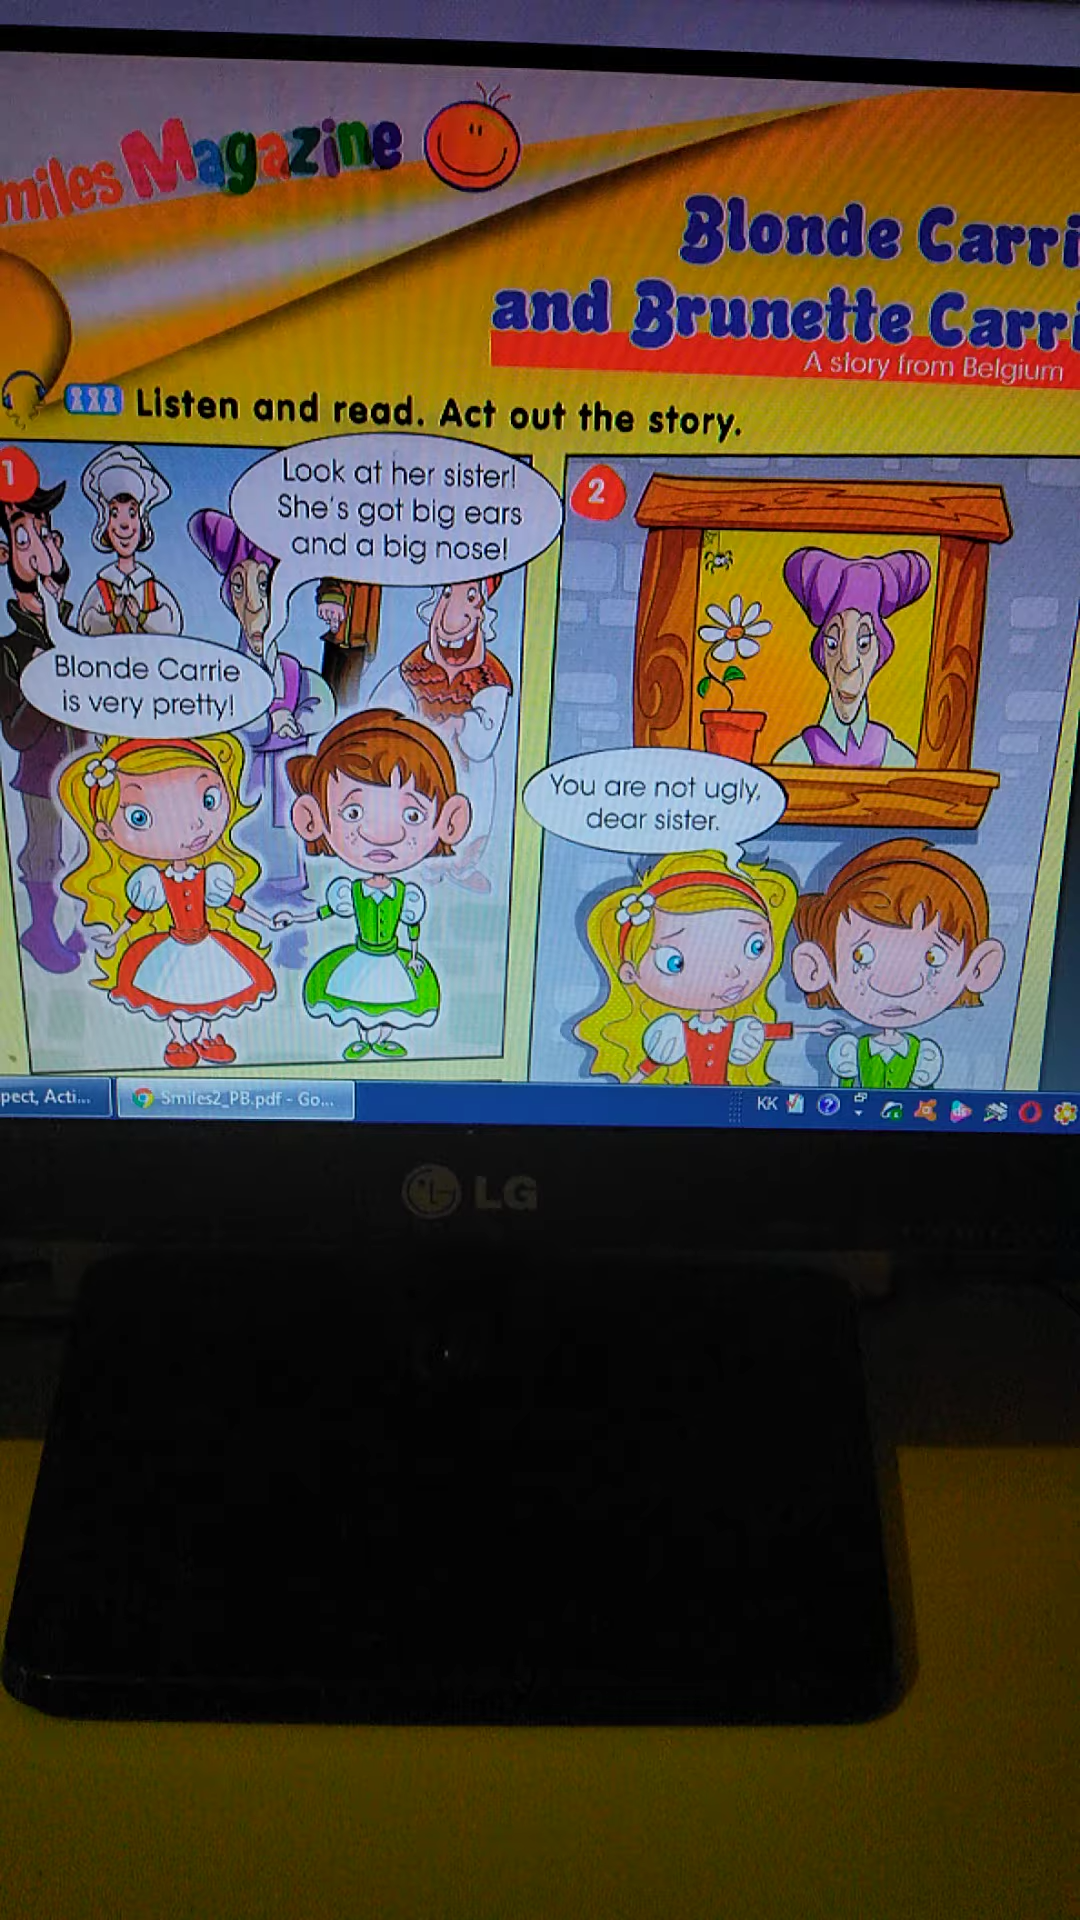 miles Magazine
Blonde Carri
and Brunette Carri
A story from Belgium
Listen and read. Act out the story.
1
Look at her sister!
She's got big ears
and a big nose!
Blonde Carrie
is very pretty!
2
You are not ugly,
dear sister.
pect, Acti...
Smiles2_PB.pdf - Go...
KK
LG